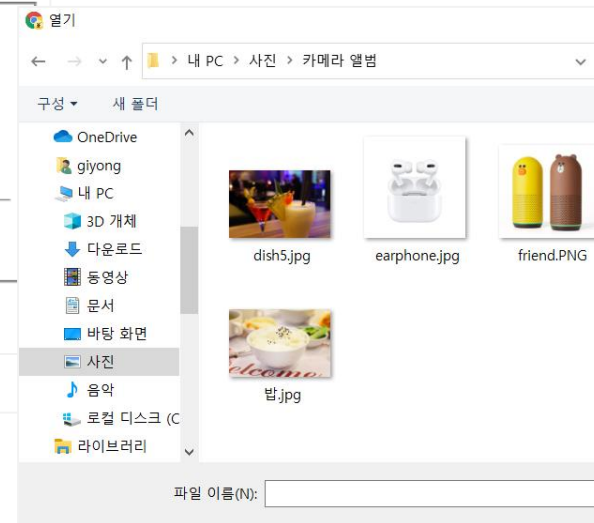 열기
내 PC > 사진 > 카메라 앨범
구성
새 폴더
OneDrive
giyong
내 PC
3D 개체
다운로드
동영상
문서
바탕 화면
사진
음악
로컬 디스크 (C
라이브러리
dish5.jpg
earphone.jpg
friend.PNG
elcome
밥.jpg
파일 이름(N):